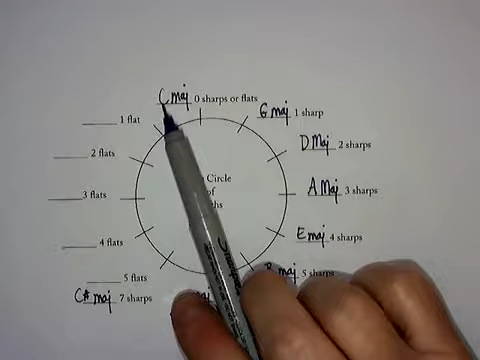 C maj 0 sharps or flats
G maj 1 sharp
D Maj 2 sharps
A Maj 3 sharps
E maj 4 sharps
B maj 5 sharps
C# maj 7 sharps
5 flats
4 flats
3 flats
2 flats
1 flat
Circle
of